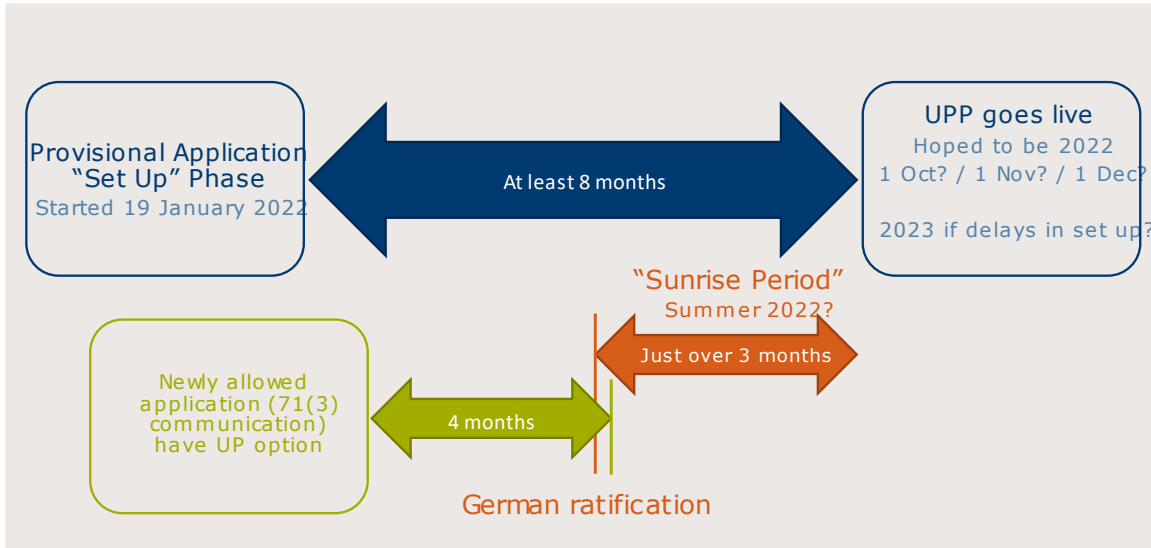 Provisional Application
“Set Up” Phase
Started 19 January 2022
At least 8 months
UPP goes live
Hoped to be 2022
1 Oct? / 1 Nov? / 1 Dec?
2023 if delays in set up?
“Sunrise Period”
Summer 2022?
Just over 3 months
Newly allowed
application (71(3)
communication)
have UP option
4 months
German ratification